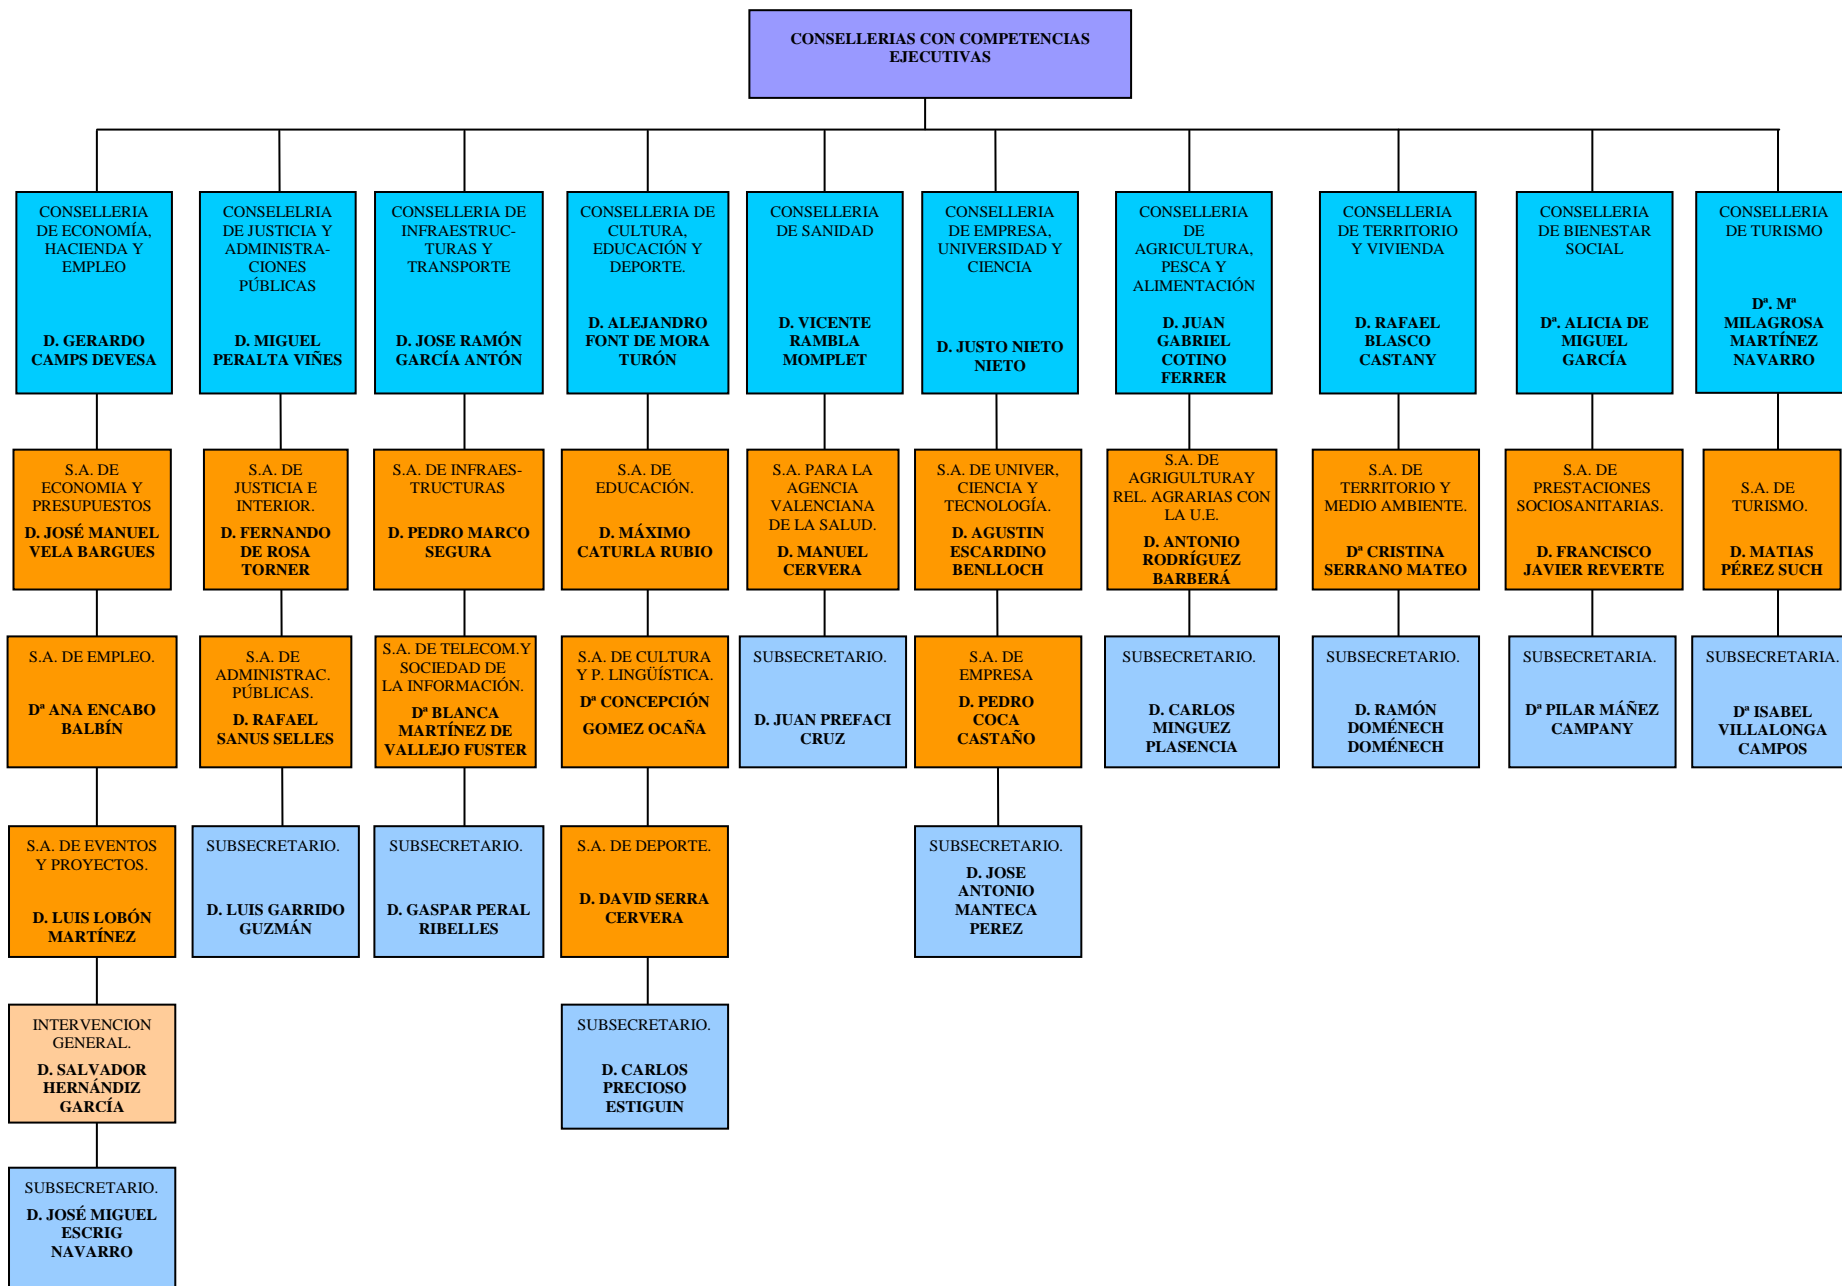 CONSELLERIAS CON COMPETENCIAS
EJECUTIVAS
CONSELLERIA
DE ECONOMÍA,
HACIENDA Y
EMPLEO
D. GERARDO
CAMPS DEVESA
CONSELELRIA
DE JUSTICIA Y
ADMINISTRA-
CIONES
PÚBLICAS
D. MIGUEL
PERALTA VIÑES
CONSELLERIA DE
INFRAESTRUC-
TURAS Y
TRANSPORTE
D. JOSE RAMÓN
GARCÍA ANTÓN
CONSELLERIA DE
CULTURA,
EDUCACIÓN Y
DEPORTE.
D. ALEJANDRO
FONT DE MORA
TURÓN
CONSELLERIA
DE SANIDAD
D. VICENTE
RAMBLA
MOMPLET
CONSELLERIA
DE EMPRESA,
UNIVERSIDAD Y
CIENCIA
D. JUSTO NIETO
NIETO
CONSELLERIA
DE
AGRICULTURA,
PESCA Y
ALIMENTACIÓN
D. JUAN
GABRIEL
COTINO
FERRER
CONSELLERIA
DE TERRITORIO
Y VIVIENDA
D. RAFAEL
BLASCO
CASTANY
CONSELLERIA
DE BIENESTAR
SOCIAL
Dª. ALICIA DE
MIGUEL
GARCÍA
CONSELLERIA
DE TURISMO
Dª. Mª
MILAGROSA
MARTÍNEZ
NAVARRO
S.A. DE
ECONOMIA Y
PRESUPUESTOS
D. JOSÉ MANUEL
VELA BARGUES
S.A. DE
JUSTICIA E
INTERIOR.
D. FERNANDO
DE ROSA
TORNER
S.A. DE INFRAES-
TRUCTURAS
D. PEDRO MARCO
SEGURA
S.A. DE
EDUCACIÓN.
D. MÁXIMO
CATURLA RUBIO
S.A. PARA LA
AGENCIA
VALENCIANA
DE LA SALUD.
D. MANUEL
CERVERA
S.A. DE UNIVER,
CIENCIA Y
TECNOLOGÍA.
D. AGUSTIN
ESCARDINO
BENLLOCH
S.A. DE
AGRIGULTURAY
REL. AGRARIAS CON
LA U.E.
D. ANTONIO
RODRÍGUEZ
BARBERÁ
S.A. DE
TERRITORIO Y
MEDIO AMBIENTE.
Dª CRISTINA
SERRANO MATEO
S.A. DE
PRESTACIONES
SOCIOSANITARIAS.
D. FRANCISCO
JAVIER REVERTE
S.A. DE
TURISMO.
D. MATIAS
PÉREZ SUCH
S.A. DE EMPLEO.
Dª ANA ENCABO
BALBÍN
S.A. DE
ADMINISTRAC.
PÚBLICAS.
D. RAFAEL
SANUS SELLES
S.A. DE TELECOM.Y
SOCIEDAD DE
LA INFORMACIÓN.
Dª BLANCA
MARTÍNEZ DE
VALLEJO FUSTER
S.A. DE CULTURA
Y P. LINGÜÍSTICA.
Dª CONCEPCIÓN
GOMEZ OCAÑA
SUBSECRETARIO.
D. JUAN PREFACI
CRUZ
S.A. DE
EMPRESA
D. PEDRO
COCA
CASTAÑO
SUBSECRETARIO.
D. CARLOS
MINGUEZ
PLASENCIA
SUBSECRETARIO.
D. RAMÓN
DOMÉNECH
DOMÉNECH
SUBSECRETARIA.
Dª PILAR MÁÑEZ
CAMPANY
SUBSECRETARIA.
Dª ISABEL
VILLALONGA
CAMPOS
S.A. DE EVENTOS
Y PROYECTOS.
D. LUIS LOBÓN
MARTÍNEZ
SUBSECRETARIO.
D. LUIS GARRIDO
GUZMÁN
SUBSECRETARIO.
D. GASPAR PERAL
RIBELLES
S.A. DE DEPORTE.
D. DAVID SERRA
CERVERA
SUBSECRETARIO.
D. JOSE
ANTONIO
MANTECA
PEREZ
INTERVENCION
GENERAL.
D. SALVADOR
HERNÁNDIZ
GARCÍA
SUBSECRETARIO.
D. CARLOS
PRECIOSO
ESTIGUIN
SUBSECRETARIO.
D. JOSÉ MIGUEL
ESCRIG
NAVARRO